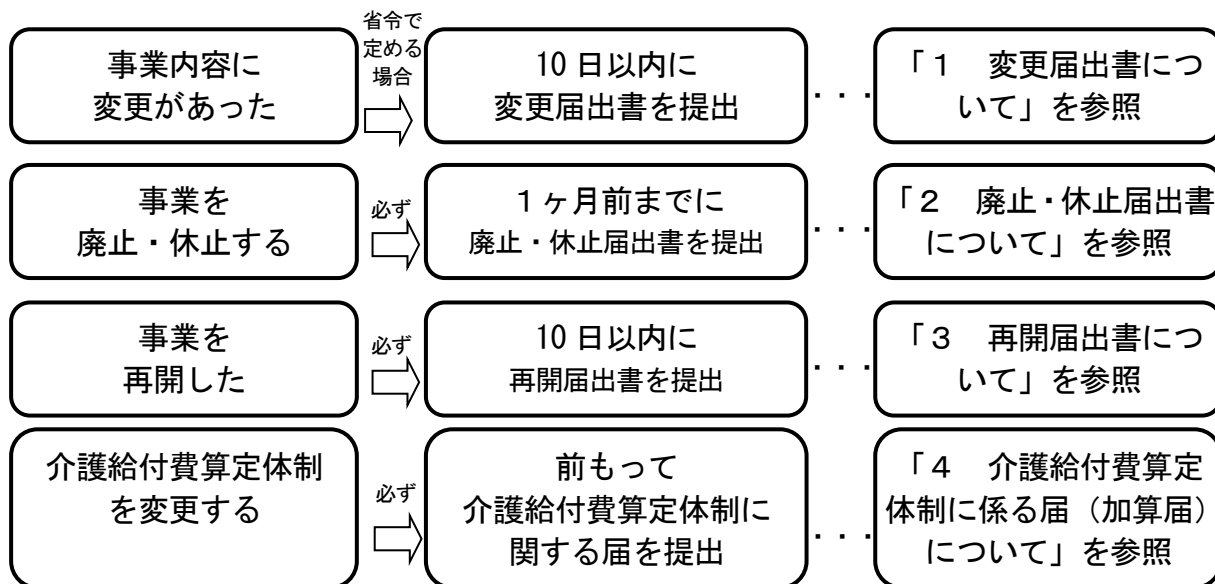 事業内容に
変更があった
省令で
定める
場合
10日以内に
変更届出書を提出
・・・
「１　変更届出書につ
いて」を参照
事業を
廃止・休止する
必ず
１ヶ月前までに
廃止・休止届出書を提出
・・・
「２　廃止・休止届出書
について」を参照
事業を
再開した
必ず
10日以内に
再開届出書を提出
・・・
「３　再開届出書につ
いて」を参照
介護給付費算定体制
を変更する
必ず
前もって
介護給付費算定体制に
関する届を提出
・・・
「４　介護給付費算定
体制に係る届（加算届）
について」を参照